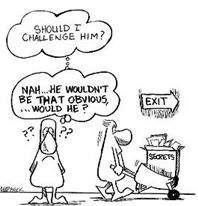 SHOULD I
CHALLENGE HIM?
NAH...HE WOULDN'T
BE THAT OBVIOUS,
...WOULD HE?
EXIT
??
??
SECRETS